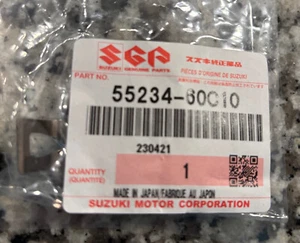 SGP
SUZUKI GENUINE PARTS
スズキ純正部品
PIÈCES D'ORIGINE DE SUZUKI
PART NO.
55234-60C10
230421
QUANTITY
(QUANTITÉ)
1
MADE IN JAPAN/FABRIQUÉ AU JAPON
SUZUKI MOTOR CORPORATION